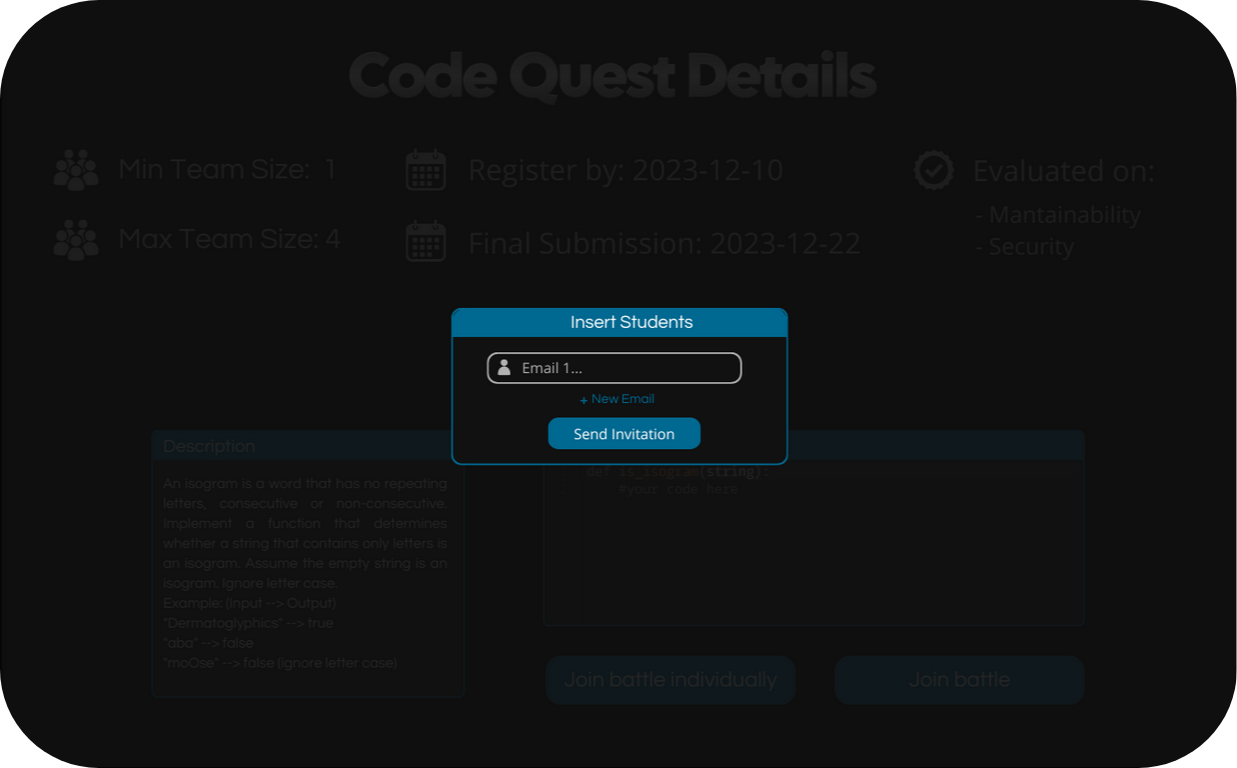 Code Quest Details
Min Team Size: 1
Register by: 2023-12-10
Evaluated on:
- Mantainability
- Security
Max Team Size: 4
Final Submission: 2023-12-22
Insert Students
Email 1...
+ New Email
Send Invitation
Description
An isogram is a word that has no repeating
letters, consecutive or non-consecutive.
Implement a function that determines
whether a string that contains only letters is
an isogram. Assume the empty string is an
isogram. Ignore letter case.
Example: (Input --> Output)
"Dermatoglyphics" --> true
"aba" --> false
"moOse" --> false (ignore letter case)
def is_isogram(string):
#your code here
Join battle individually
Join battle